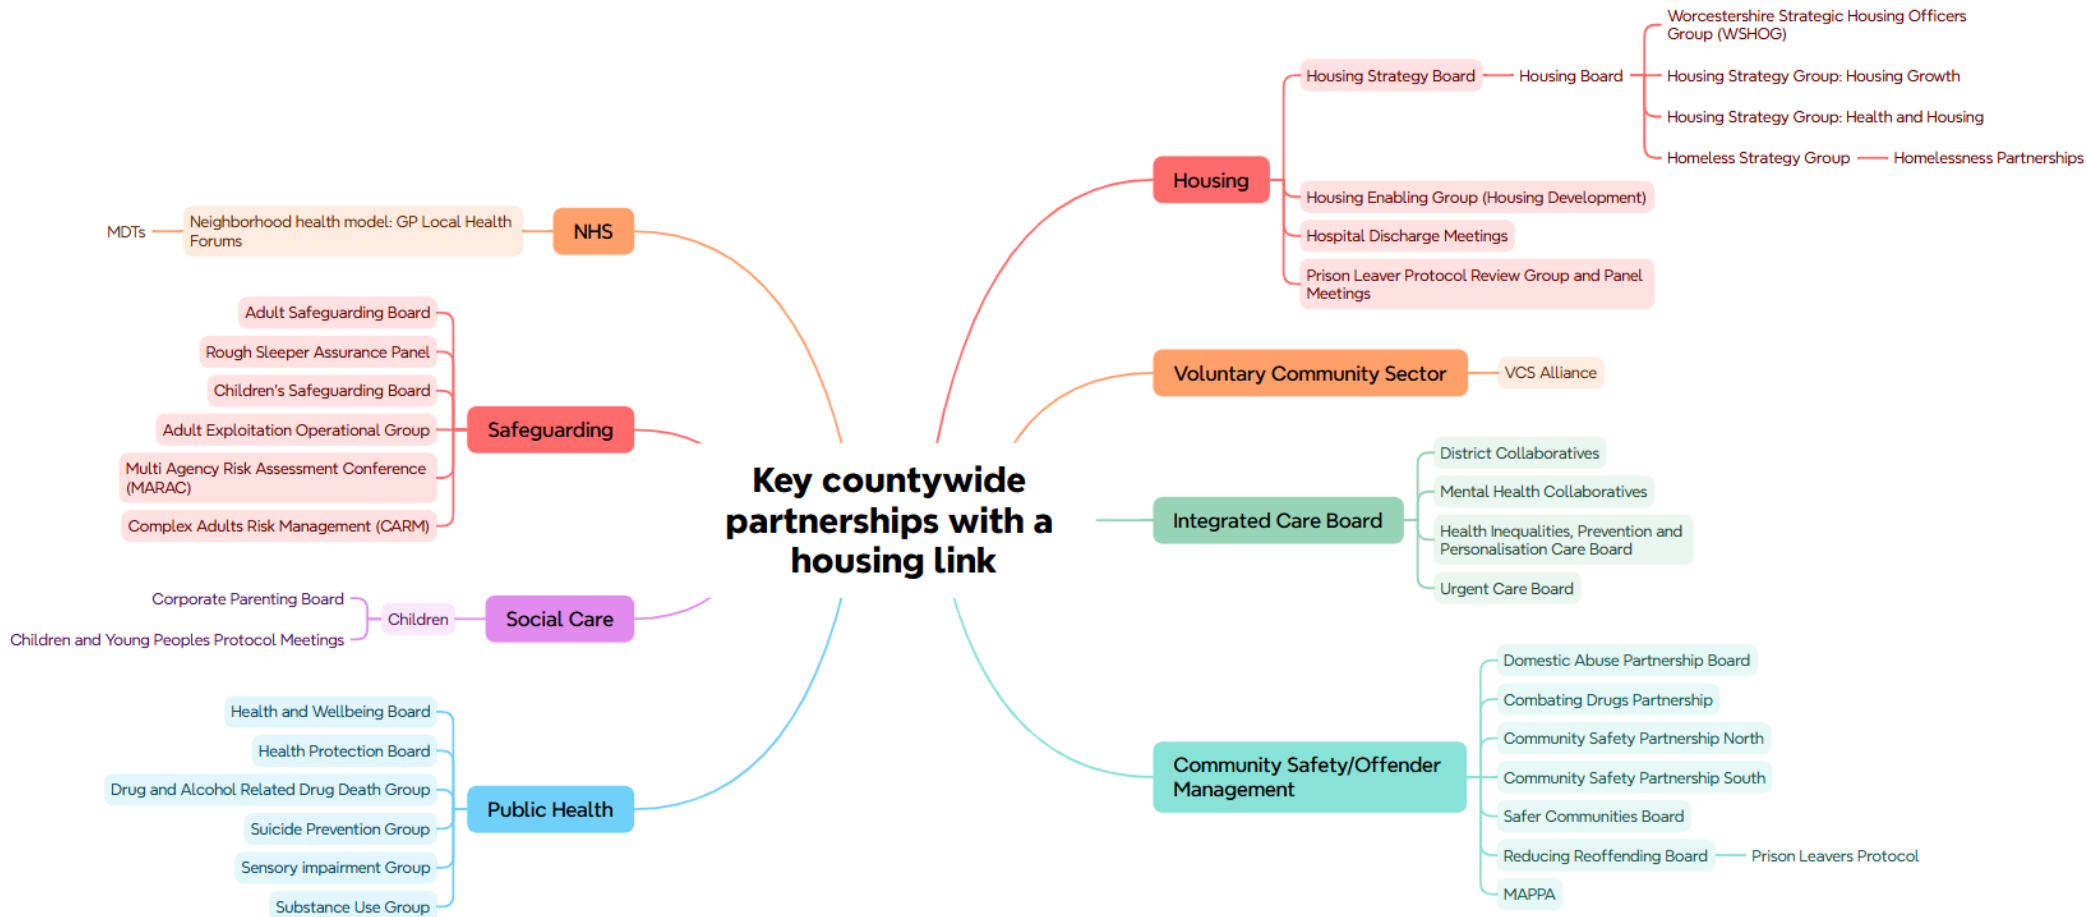 Key countywide
partnerships with a
housing link
Housing
Housing Strategy Board
Housing Board
Worcestershire Strategic Housing Officers
Group (WSHOG)
Housing Strategy Group: Housing Growth
Housing Strategy Group: Health and Housing
Homeless Strategy Group
Homelessness Partnerships
Housing Enabling Group (Housing Development)
Hospital Discharge Meetings
Prison Leaver Protocol Review Group and Panel
Meetings
Voluntary Community Sector
VCS Alliance
Integrated Care Board
District Collaboratives
Mental Health Collaboratives
Health Inequalities, Prevention and
Personalisation Care Board
Urgent Care Board
Community Safety/Offender
Management
Domestic Abuse Partnership Board
Combating Drugs Partnership
Community Safety Partnership North
Community Safety Partnership South
Safer Communities Board
Reducing Reoffending Board
Prison Leavers Protocol
MAPPA
NHS
Neighborhood health model: GP Local Health
Forums
MDTs
Safeguarding
Adult Safeguarding Board
Rough Sleeper Assurance Panel
Children's Safeguarding Board
Adult Exploitation Operational Group
Multi Agency Risk Assessment Conference
(MARAC)
Complex Adults Risk Management (CARM)
Social Care
Children
Corporate Parenting Board
Children and Young Peoples Protocol Meetings
Public Health
Health and Wellbeing Board
Health Protection Board
Drug and Alcohol Related Drug Death Group
Suicide Prevention Group
Sensory impairment Group
Substance Use Group